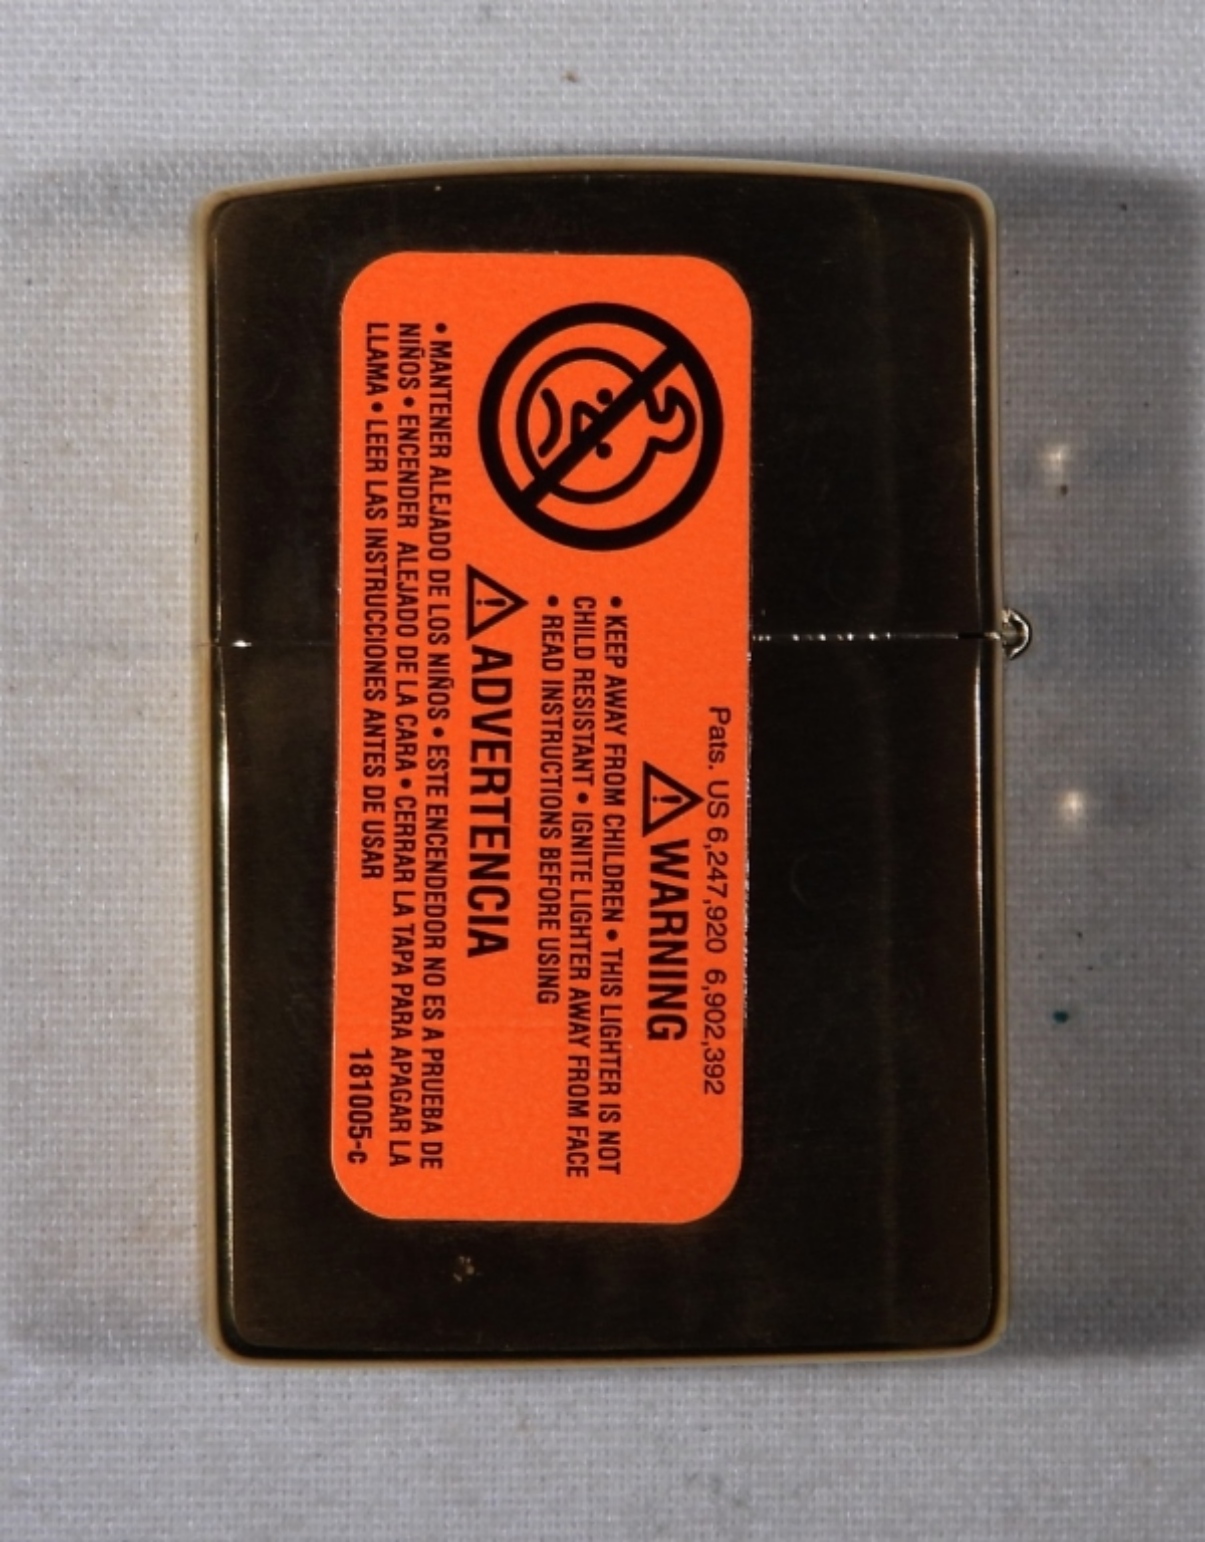 Pats. US 6,247,920 6,902,392
WARNING
• KEEP AWAY FROM CHILDREN • THIS LIGHTER IS NOT
CHILD RESISTANT • IGNITE LIGHTER AWAY FROM FACE
• READ INSTRUCTIONS BEFORE USING
ADVERTENCIA
• MANTENER ALEJADO DE LOS NIÑOS • ESTE ENCENDEDOR NO ES A PRUEBA DE
NIÑOS • ENCENDER ALEJADO DE LA CARA • CERRAR LA TAPA PARA APAGAR LA
LLAMA • LEER LAS INSTRUCCIONES ANTES DE USAR
181005-c